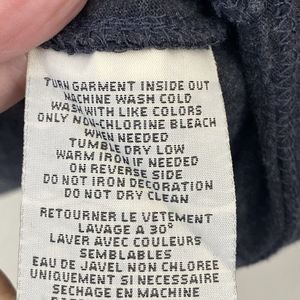 TURN GARMENT INSIDE OUT
MACHINE WASH COLD
WASH WITH LIKE COLORS
ONLY NON-CHLORINE BLEACH
WHEN NEEDED
TUMBLE DRY LOW
WARM IRON IF NEEDED
ON REVERSE SIDE
DO NOT IRON DECORATION
DO NOT DRY CLEAN
RETOURNER LE VETEMENT
LAVAGE A 30°
LAVER AVEC COULEURS
SEMBLABLES
EAU DE JAVEL NON CHLOREE
UNIQUEMENT SI NECESSAIRE
SECHAGE EN MACHINE